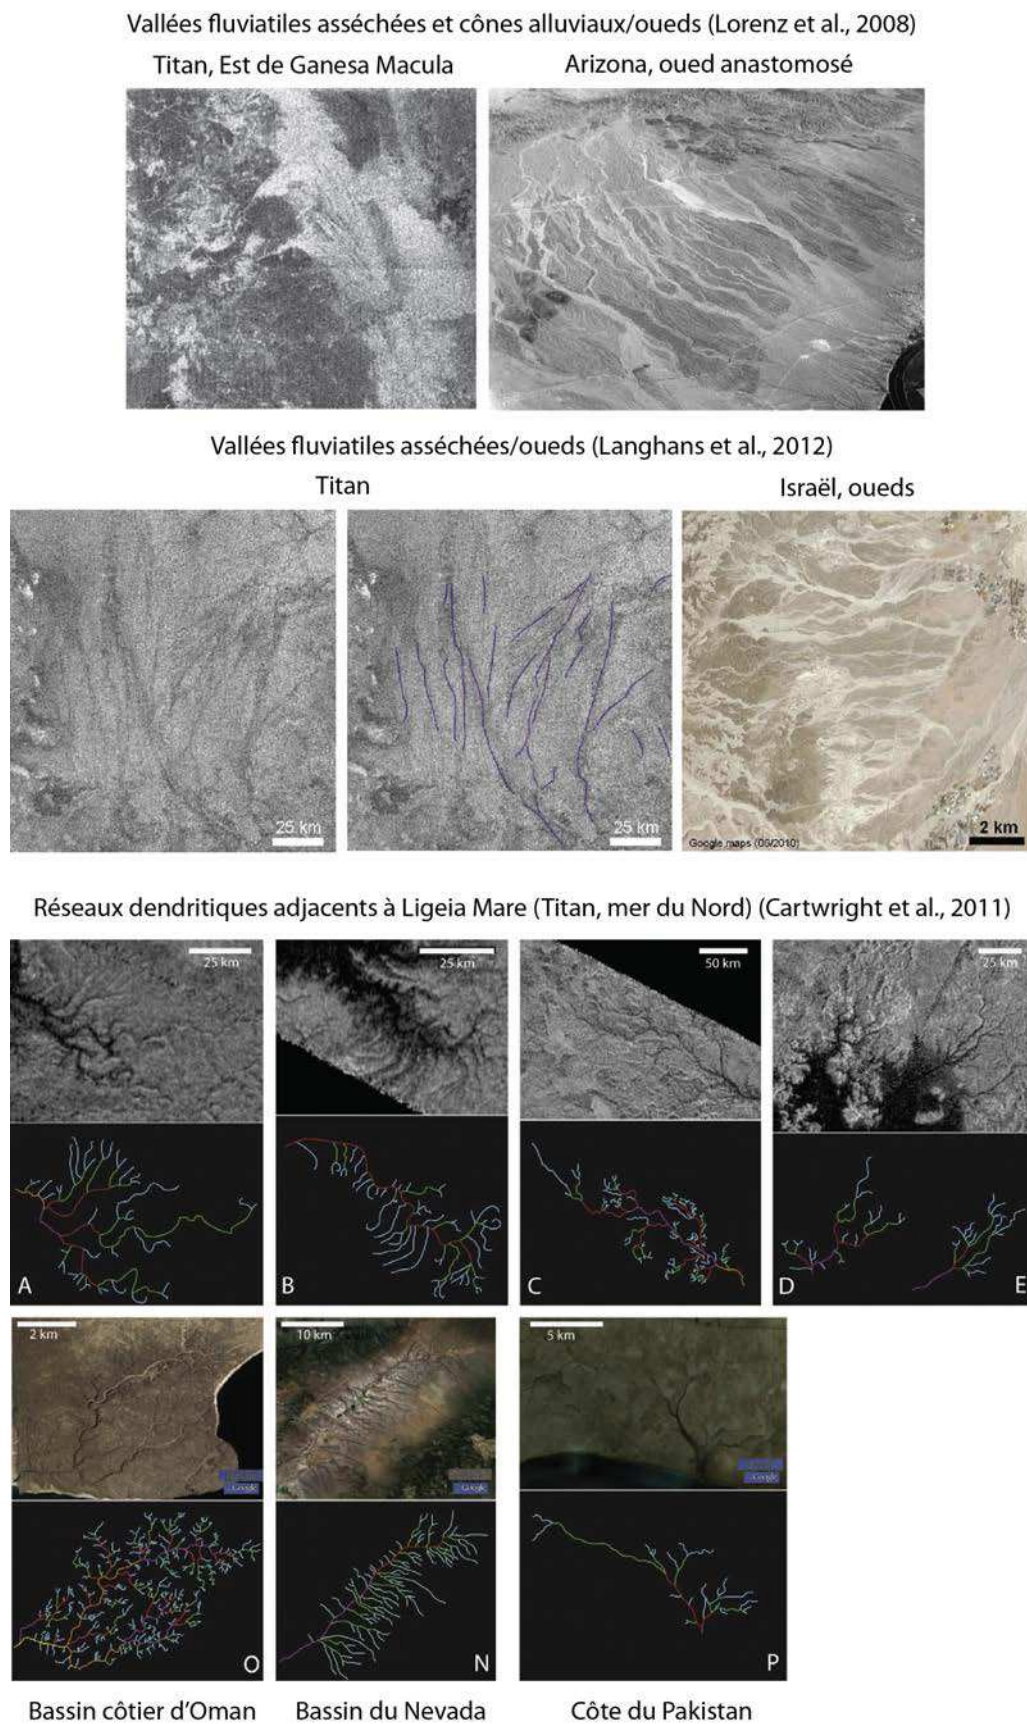 Vallées fluviatiles asséchées et cônes alluviaux/oueds (Lorenz et al., 2008)
Titan, Est de Ganesa Macula
Arizona, oued anastomosé
Vallées fluviatiles asséchées/oueds (Langhans et al., 2012)
Titan
Israël, oueds
25 km
25 km
2 km
Google maps (06/2010)
Réseaux dendritiques adjacents à Ligeia Mare (Titan, mer du Nord) (Cartwright et al., 2011)
25 km
25 km
50 km
25 km
A
B
C
D
E
2 km
10 km
5 km
Google
Google
Google
O
N
P
Bassin côtier d'Oman
Bassin du Nevada
Côte du Pakistan